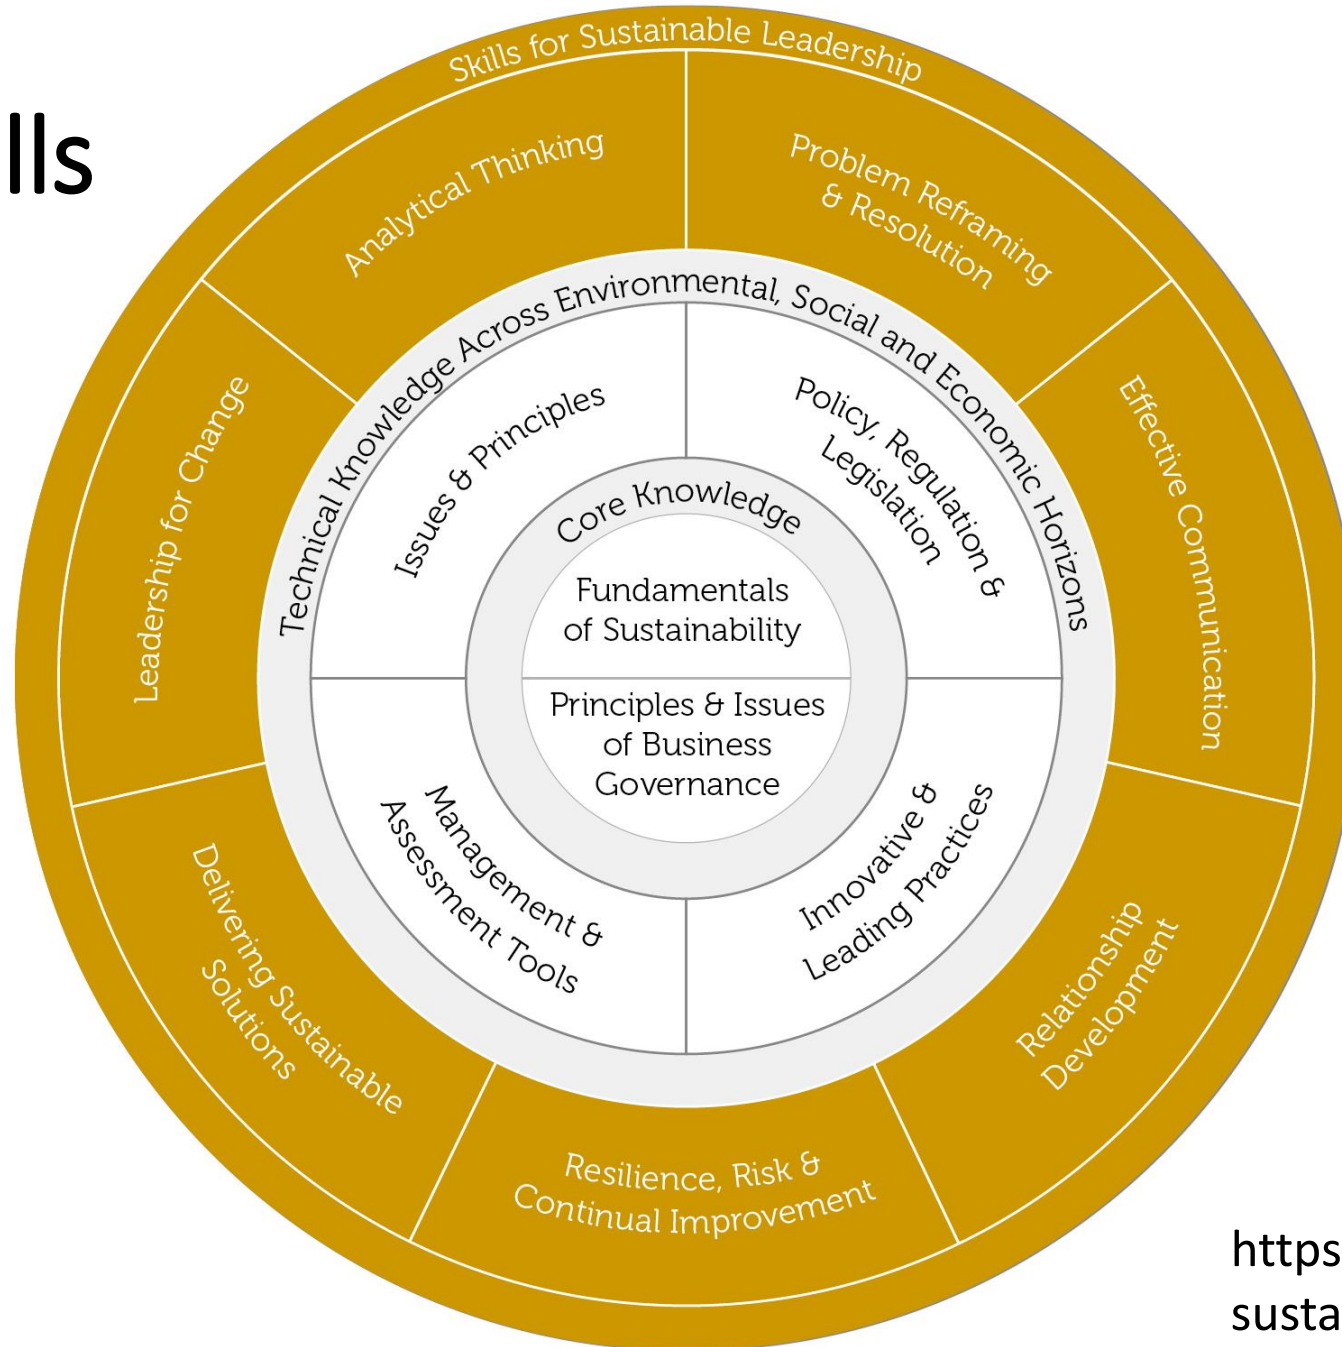 lls
Skills for Sustainable Leadership
Analytical Thinking
Problem Reframing
& Resolution
Effective Communication
Relationship
Development
Resilience, Risk &
Continual Improvement
Delivering Sustainable
Solutions
Leadership for Change
Technical Knowledge Across Environmental, Social and Economic Horizons
Issues & Principles
Policy, Regulation &
Legislation
Innovative &
Leading Practices
Management &
Assessment Tools
Core Knowledge
Fundamentals
of Sustainability
Principles & Issues
of Business
Governance
https
susta